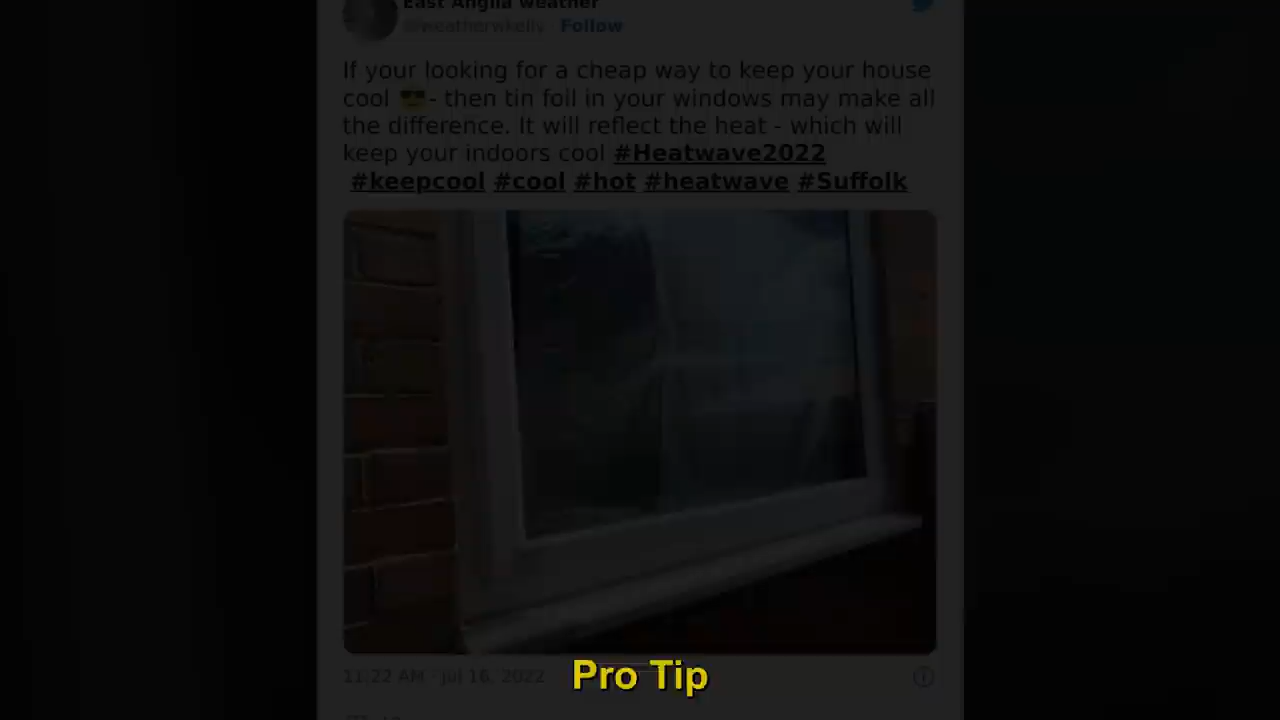 East Anglia weather
@weatherwkelly · Follow
If your looking for a cheap way to keep your house
cool 😎- then tin foil in your windows may make all
the difference. It will reflect the heat - which will
keep your indoors cool #Heatwave2022
#keepcool #cool #hot #heatwave #Suffolk
11:22 AM · Jul 16, 2022
Pro Tip